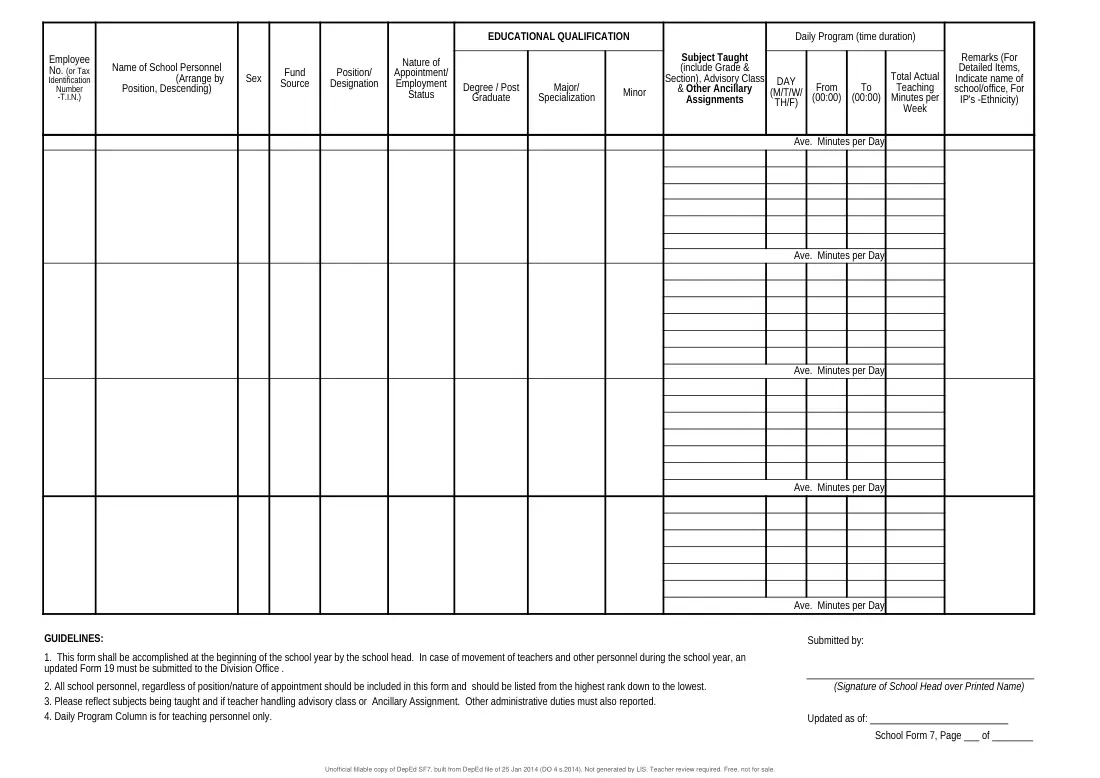 Employee
No. (or Tax
Identification
Number
-T.I.N.)
Name of School Personnel
(Arrange by
Position, Descending)
Sex
Fund
Source
Position/
Designation
Nature of
Appointment/
Employment
Status
EDUCATIONAL QUALIFICATION
Degree / Post
Graduate
Major/
Specialization
Minor
Subject Taught
(include Grade &
Section), Advisory Class
& Other Ancillary
Assignments
Daily Program (time duration)
DAY
(M/T/W/
TH/F)
From
(00:00)
To
(00:00)
Total Actual
Teaching
Minutes per
Week
Remarks (For
Detailed Items,
Indicate name of
school/office, For
IP's -Ethnicity)
Ave.  Minutes per Day
Ave.  Minutes per Day
Ave.  Minutes per Day
Ave.  Minutes per Day
Ave.  Minutes per Day
GUIDELINES:
1.  This form shall be accomplished at the beginning of the school year by the school head.  In case of movement of teachers and other personnel during the school year, an
updated Form 19 must be submitted to the Division Office .
2. All school personnel, regardless of position/nature of appointment should be included in this form and  should be listed from the highest rank down to the lowest.
3. Please reflect subjects being taught and if teacher handling advisory class or  Ancillary Assignment.  Other administrative duties must also reported.
4. Daily Program Column is for teaching personnel only.
Submitted by:
(Signature of School Head over Printed Name)
Updated as of: ________________________
School Form 7, Page ___ of ________
Unofficial fillable copy of DepEd SF7, built from DepEd file of 25 Jan 2014 (DO 4 s.2014). Not generated by LIS. Teacher review required. Free, not for sale.